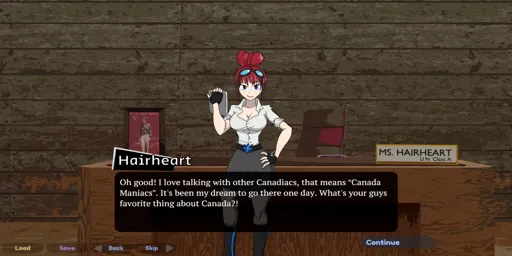 MS. HAIRHEART
U.N. Class A
Hairheart
Oh good! I love talking with other Canadiacs, that means "Canada
Maniacs". It's been my dream to go there one day. What's your guys
favorite thing about Canada?!
Continue
Load
Save
Back
Skip